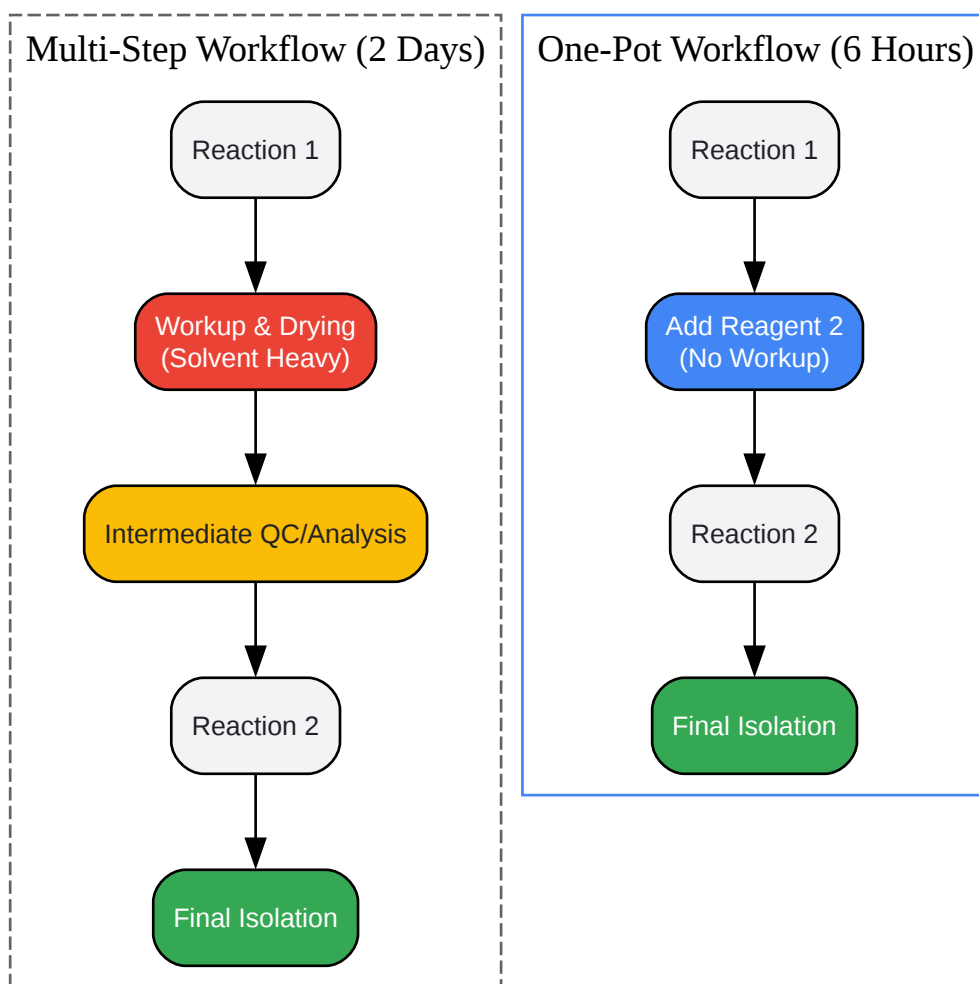 Multi-Step Workflow (2 Days)
Reaction 1
Workup & Drying
(Solvent Heavy)
Intermediate QC/Analysis
Reaction 2
Final Isolation
One-Pot Workflow (6 Hours)
Reaction 1
Add Reagent 2
(No Workup)
Reaction 2
Final Isolation